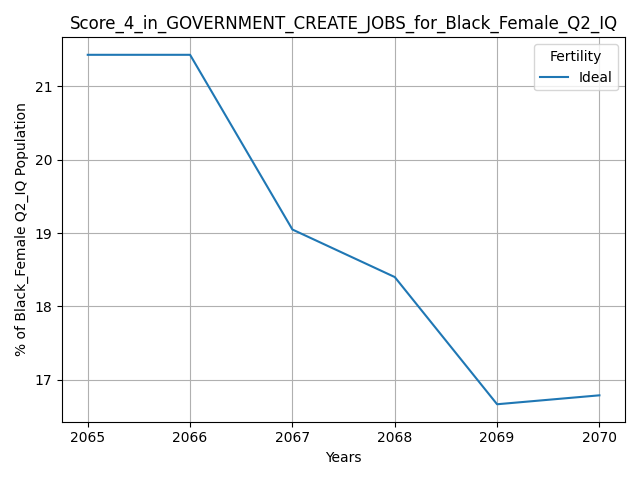 Score_4_in_GOVERNMENT_CREATE_JOBS_for_Black_Female_Q2_IQ
Fertility
Ideal
% of Black_Female Q2_IQ Population
21
20
19
18
17
2065 2066 2067 2068 2069 2070
Years